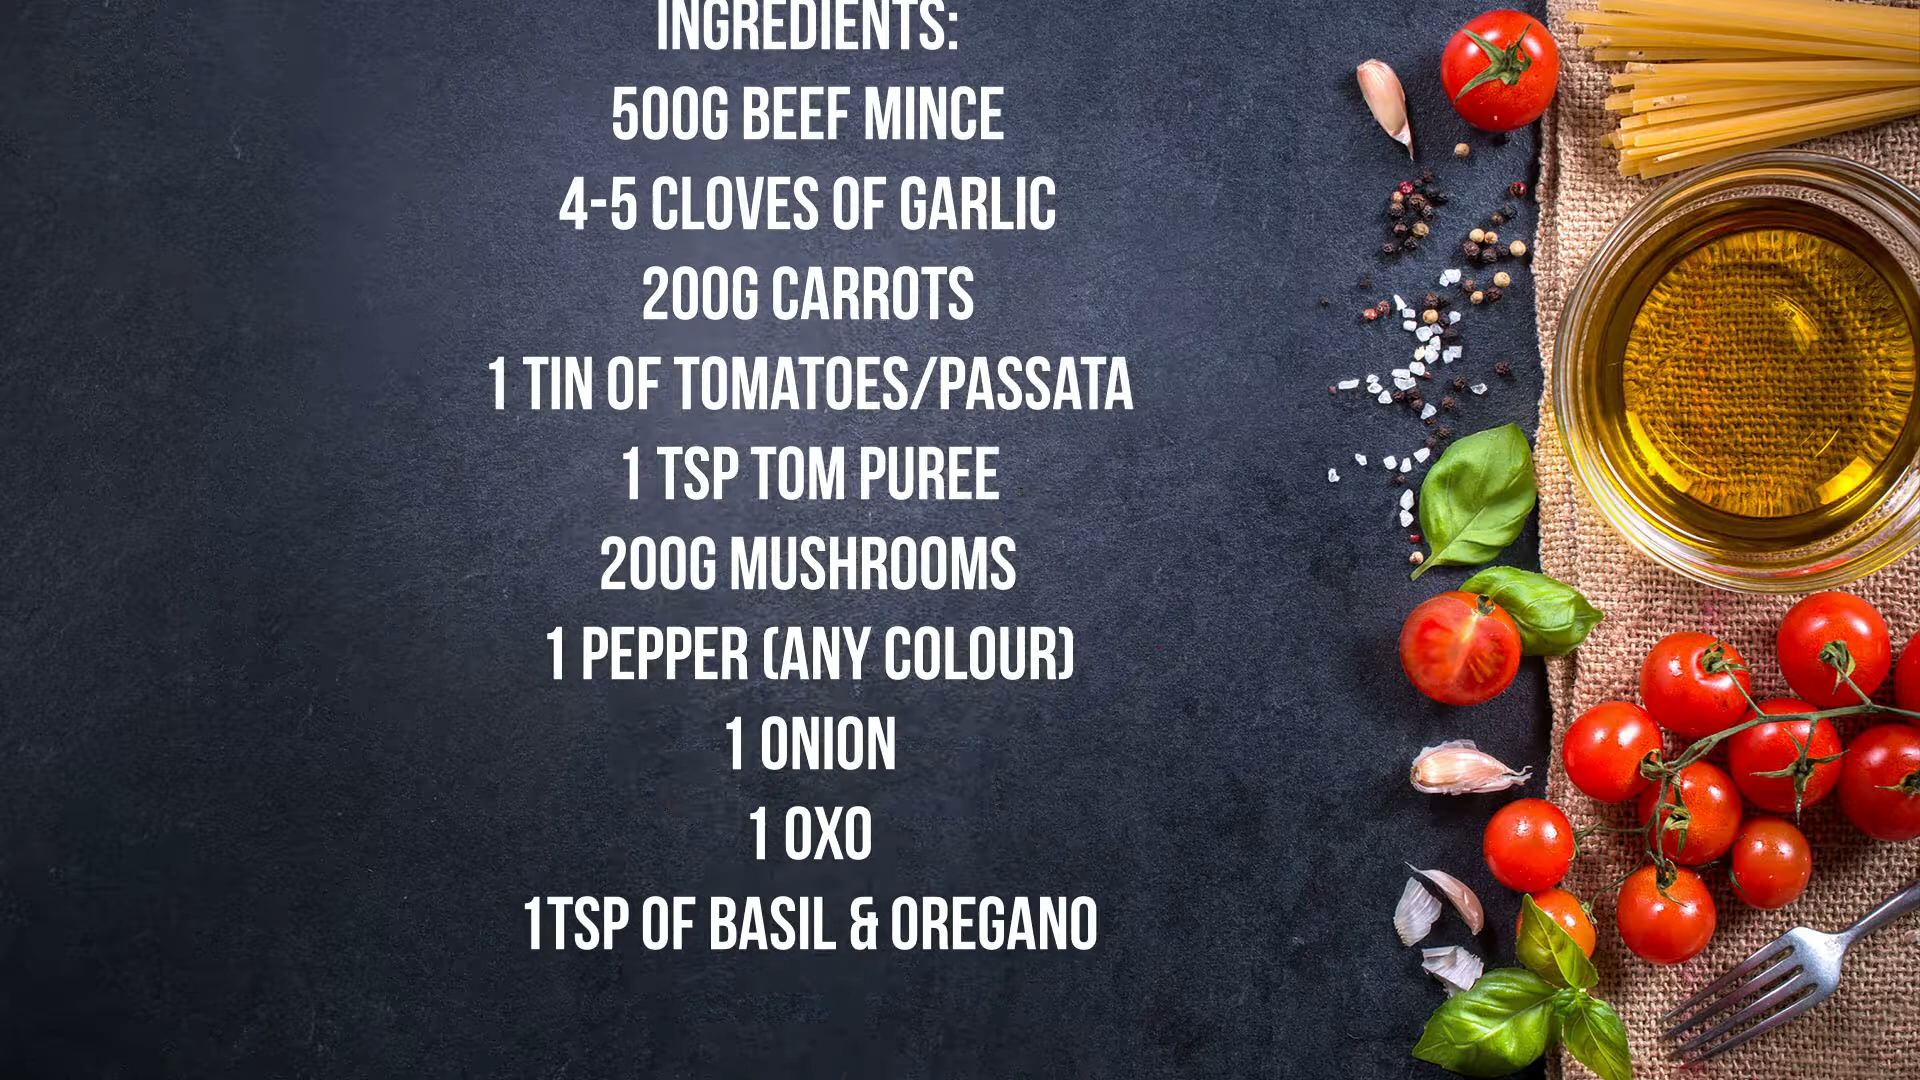 INGREDIENTS:
500G BEEF MINCE
4-5 CLOVES OF GARLIC
200G CARROTS
1 TIN OF TOMATOES/PASSATA
1 TSP TOM PUREE
200G MUSHROOMS
1 PEPPER (ANY COLOUR)
1 ONION
1 OXO
1TSP OF BASIL & OREGANO